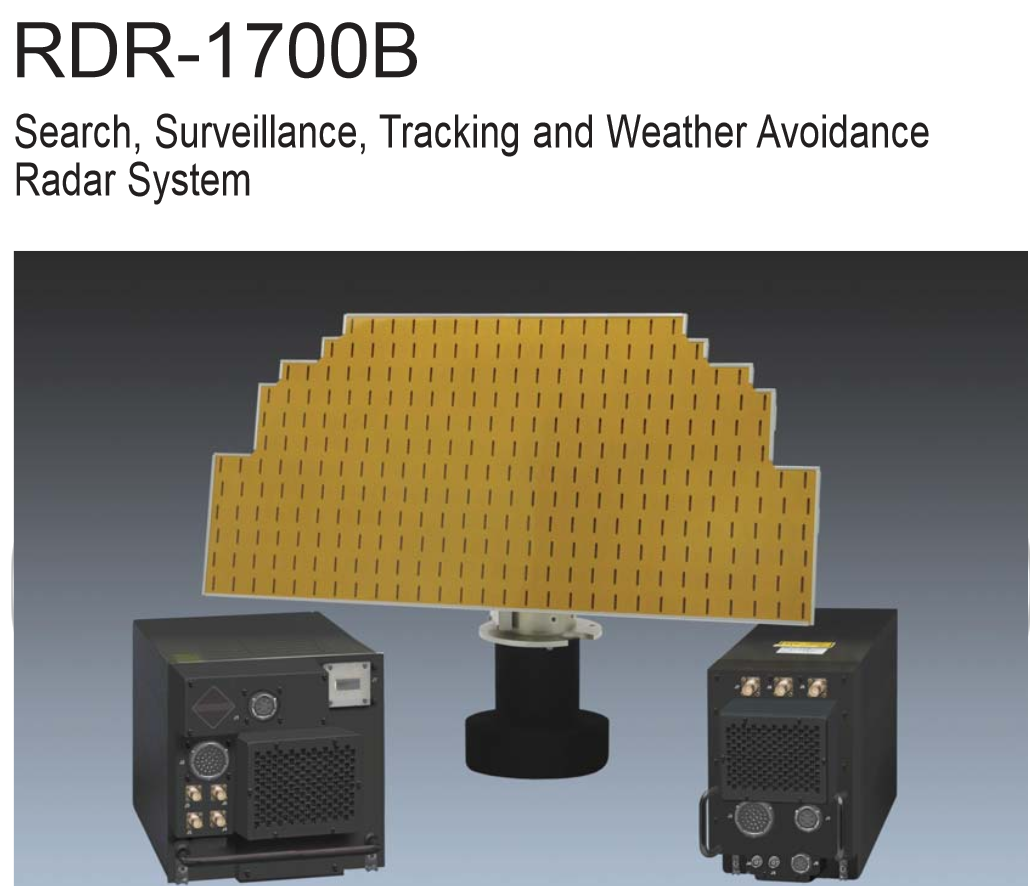 RDR-1700B
Search, Surveillance, Tracking and Weather Avoidance
Radar System